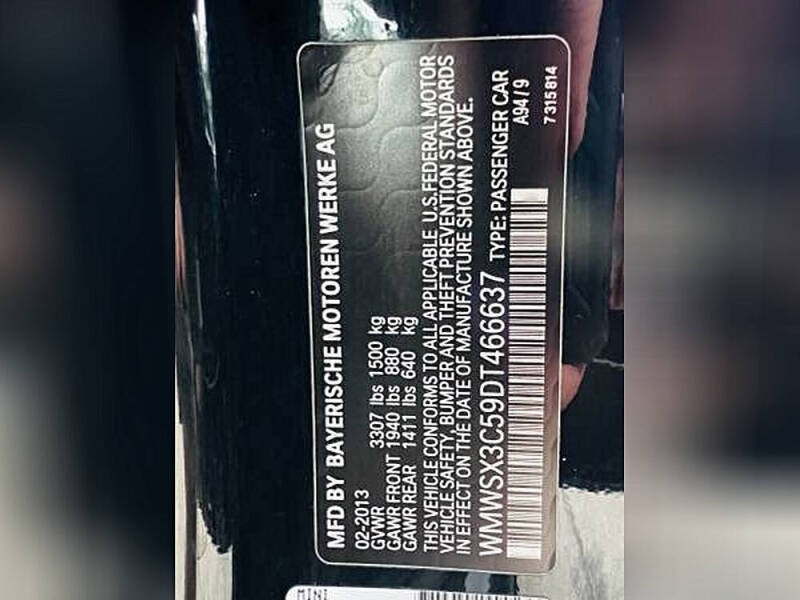 MFD BY BAYERISCHE MOTOREN WERKE AG
02-2013
GVWR 3307 lbs 1500 kg
GAWR FRONT 1940 lbs 880 kg
GAWR REAR 1411 lbs 640 kg
THIS VEHICLE CONFORMS TO ALL APPLICABLE U.S.FEDERAL MOTOR
VEHICLE SAFETY, BUMPER AND THEFT PREVENTION STANDARDS
IN EFFECT ON THE DATE OF MANUFACTURE SHOWN ABOVE.
WMWSX3C59DT466637 TYPE: PASSENGER CAR
A94/9
7315814
MINI